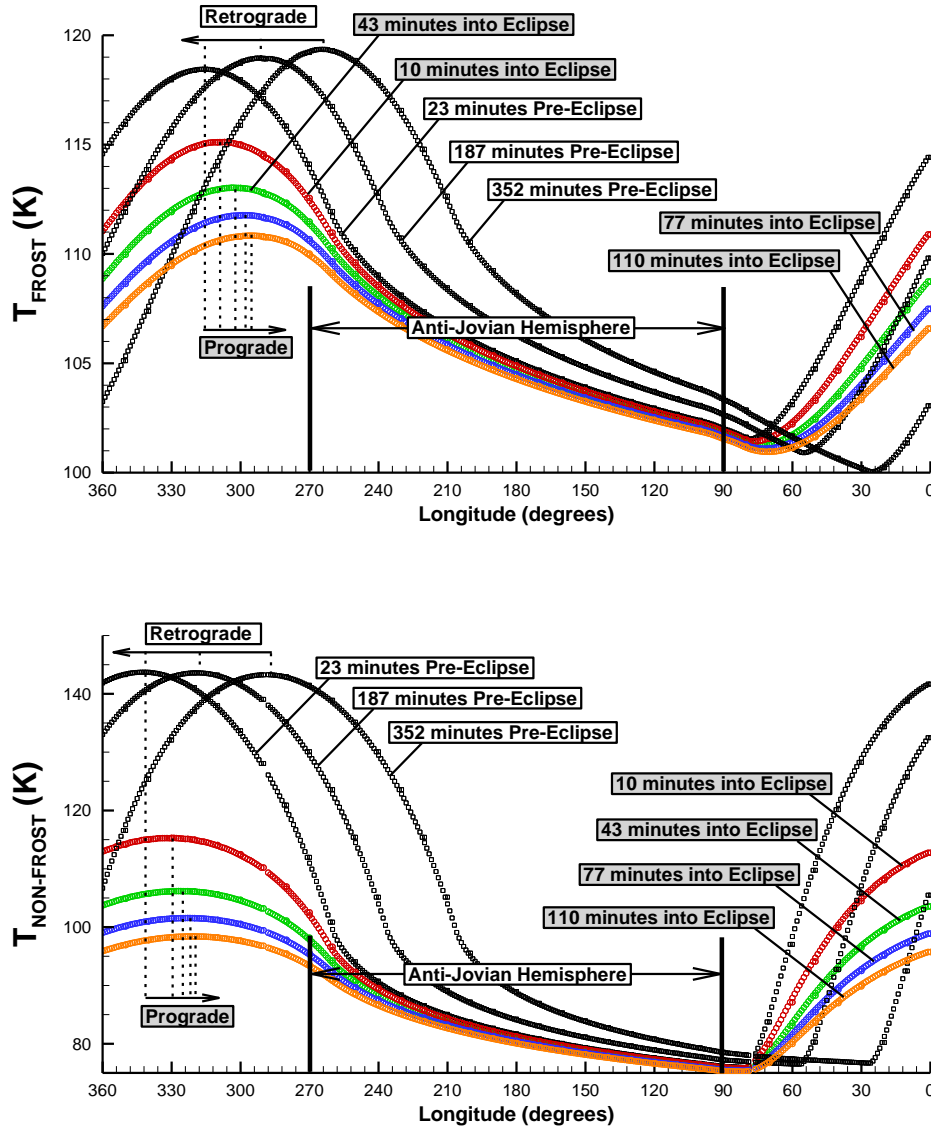 Retrograde
43 minutes into Eclipse
10 minutes into Eclipse
23 minutes Pre-Eclipse
187 minutes Pre-Eclipse
352 minutes Pre-Eclipse
77 minutes into Eclipse
110 minutes into Eclipse
Anti-Jovian Hemisphere
Prograde
T FROST (K)
120
115
110
105
100
360 330 300 270 240 210 180 150 120 90 60 30 0
Longitude (degrees)
Retrograde
23 minutes Pre-Eclipse
187 minutes Pre-Eclipse
352 minutes Pre-Eclipse
10 minutes into Eclipse
43 minutes into Eclipse
77 minutes into Eclipse
110 minutes into Eclipse
Anti-Jovian Hemisphere
Prograde
T NON-FROST (K)
140
120
100
80
360 330 300 270 240 210 180 150 120 90 60 30 0
Longitude (degrees)